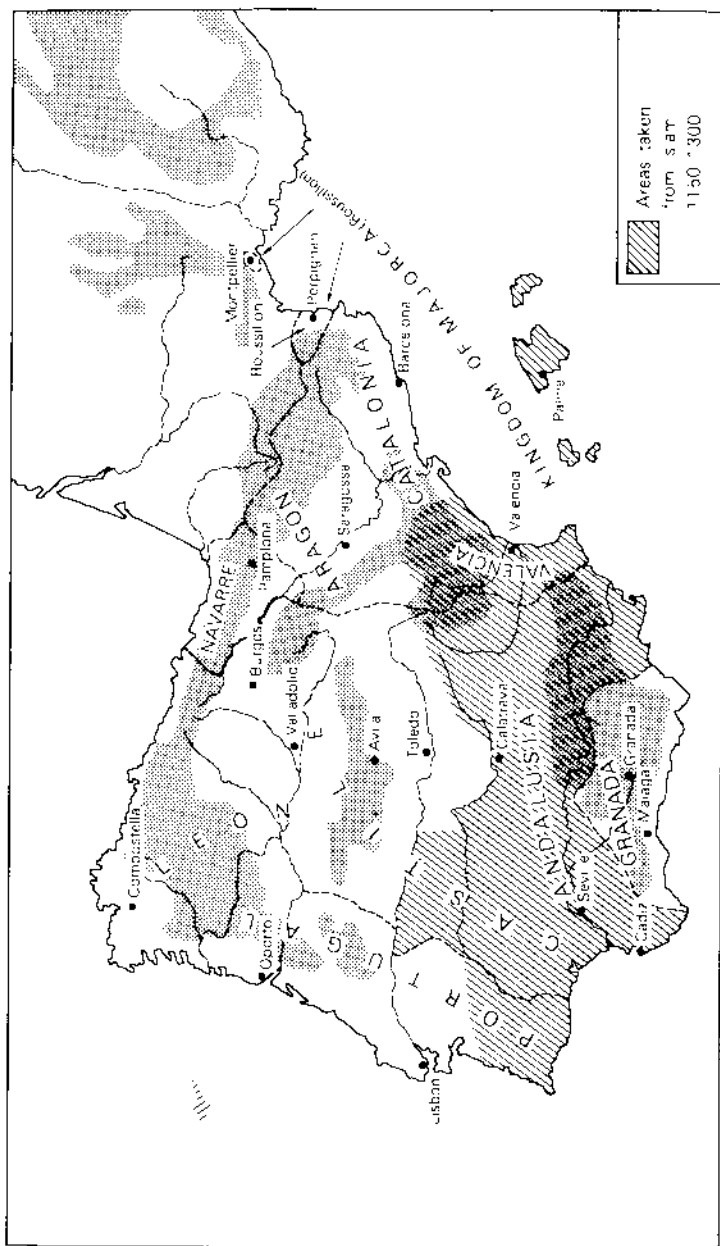 Compostella
LEON
NAVARRE
Pamplona
Burgos
Valladolid
Oporto
ARAGON
Saragossa
Montpellier
Roussillon
Perpignan
CATALONIA
Barcelona
KINGDOM OF MAJORCA (Roussillon)
Palma
Avila
Toledo
CASTILE
PORTUGAL
Lisbon
Calatrava
Valencia
VALENCIA
ANDALUSIA
Seville
GRANADA
Granada
Malaga
Cadiz
Areas taken
from Islam
1150-1300